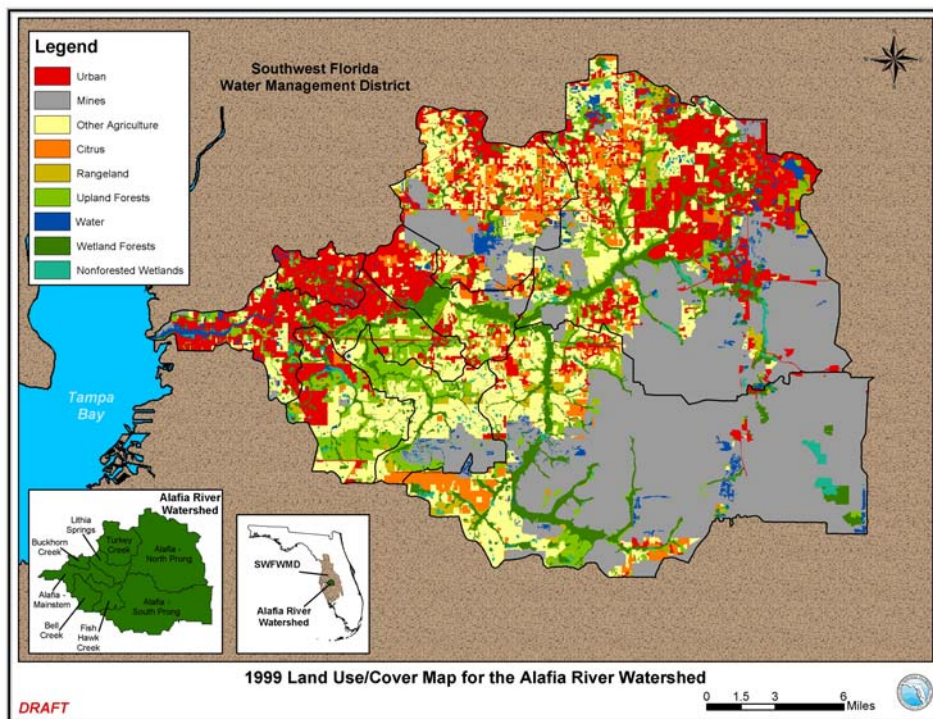 Legend
Urban
Mines
Other Agriculture
Citrus
Rangeland
Upland Forests
Water
Wetland Forests
Nonforested Wetlands
Southwest Florida
Water Management District
Tampa
Bay
Alafia River
Watershed
Lithia
Springs
Turkey
Creek
Buckhorn
Creek
Alafia -
North Prong
Alafia -
Mainstem
Alafia -
South Prong
Bell
Creek
Fish
Hawk
Creek
SWFWMD
Alafia River
Watershed
1999 Land Use/Cover Map for the Alafia River Watershed
DRAFT
0 1.5 3 6
Miles